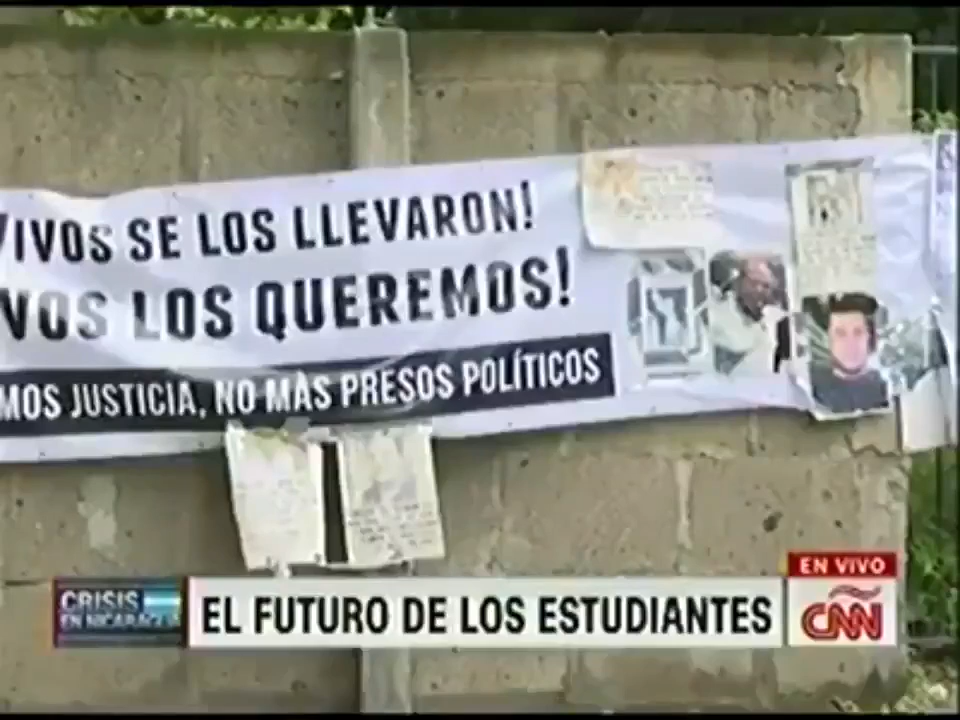 VIVOS SE LOS LLEVARON!
VOS LOS QUEREMOS!
MOS JUSTICIA, NO MÁS PRESOS POLÍTICOS
EN VIVO
CRISIS
EN NICARAGUA
EL FUTURO DE LOS ESTUDIANTES
CNN